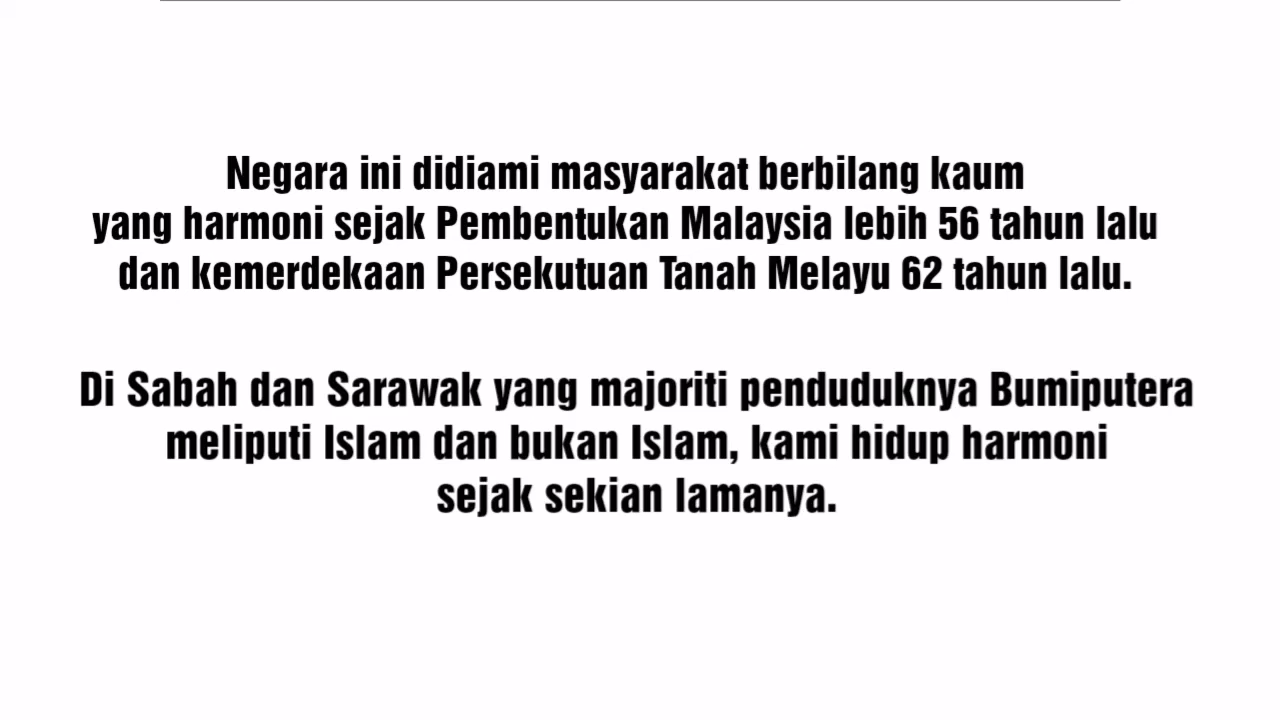 Negara ini didiami masyarakat berbilang kaum
yang harmoni sejak Pembentukan Malaysia lebih 56 tahun lalu
dan kemerdekaan Persekutuan Tanah Melayu 62 tahun lalu.
Di Sabah dan Sarawak yang majoriti penduduknya Bumiputera
meliputi Islam dan bukan Islam, kami hidup harmoni
sejak sekian lamanya.